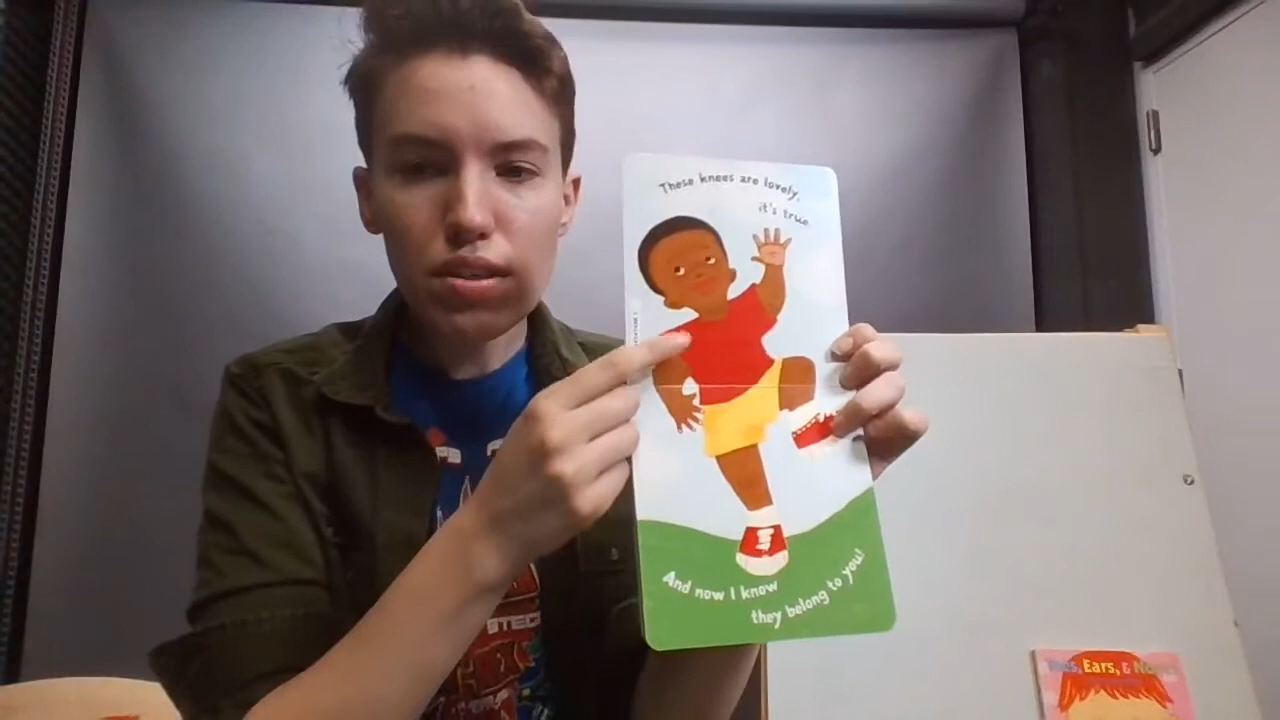 These knees are lovely,
it's true
And now I know
they belong to you!
Ears, &